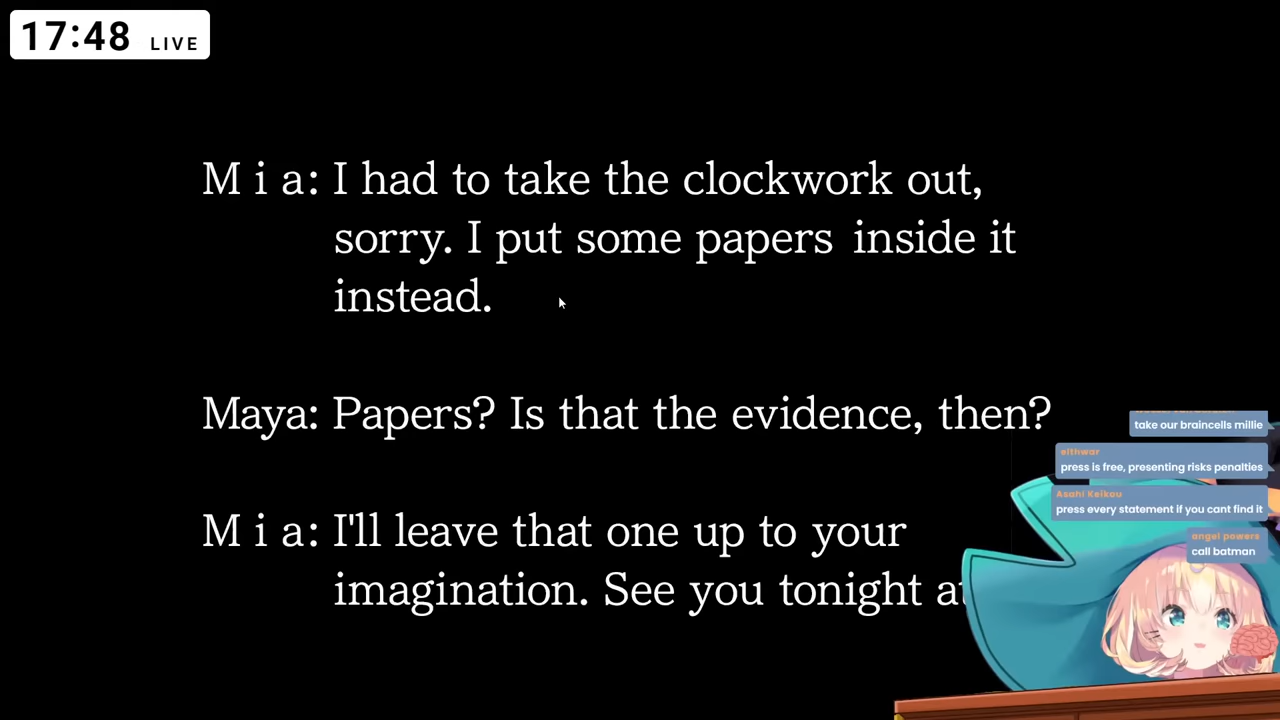 17:48 LIVE
M i a: I had to take the clockwork out,
sorry. I put some papers inside it
instead.
Maya: Papers? Is that the evidence, then?
M i a: I'll leave that one up to your
imagination. See you tonight at
take our braincells millie
elthwar
press is free, presenting risks penalties
Asahi Keikou
press every statement if you cant find it
angel powers
call batman